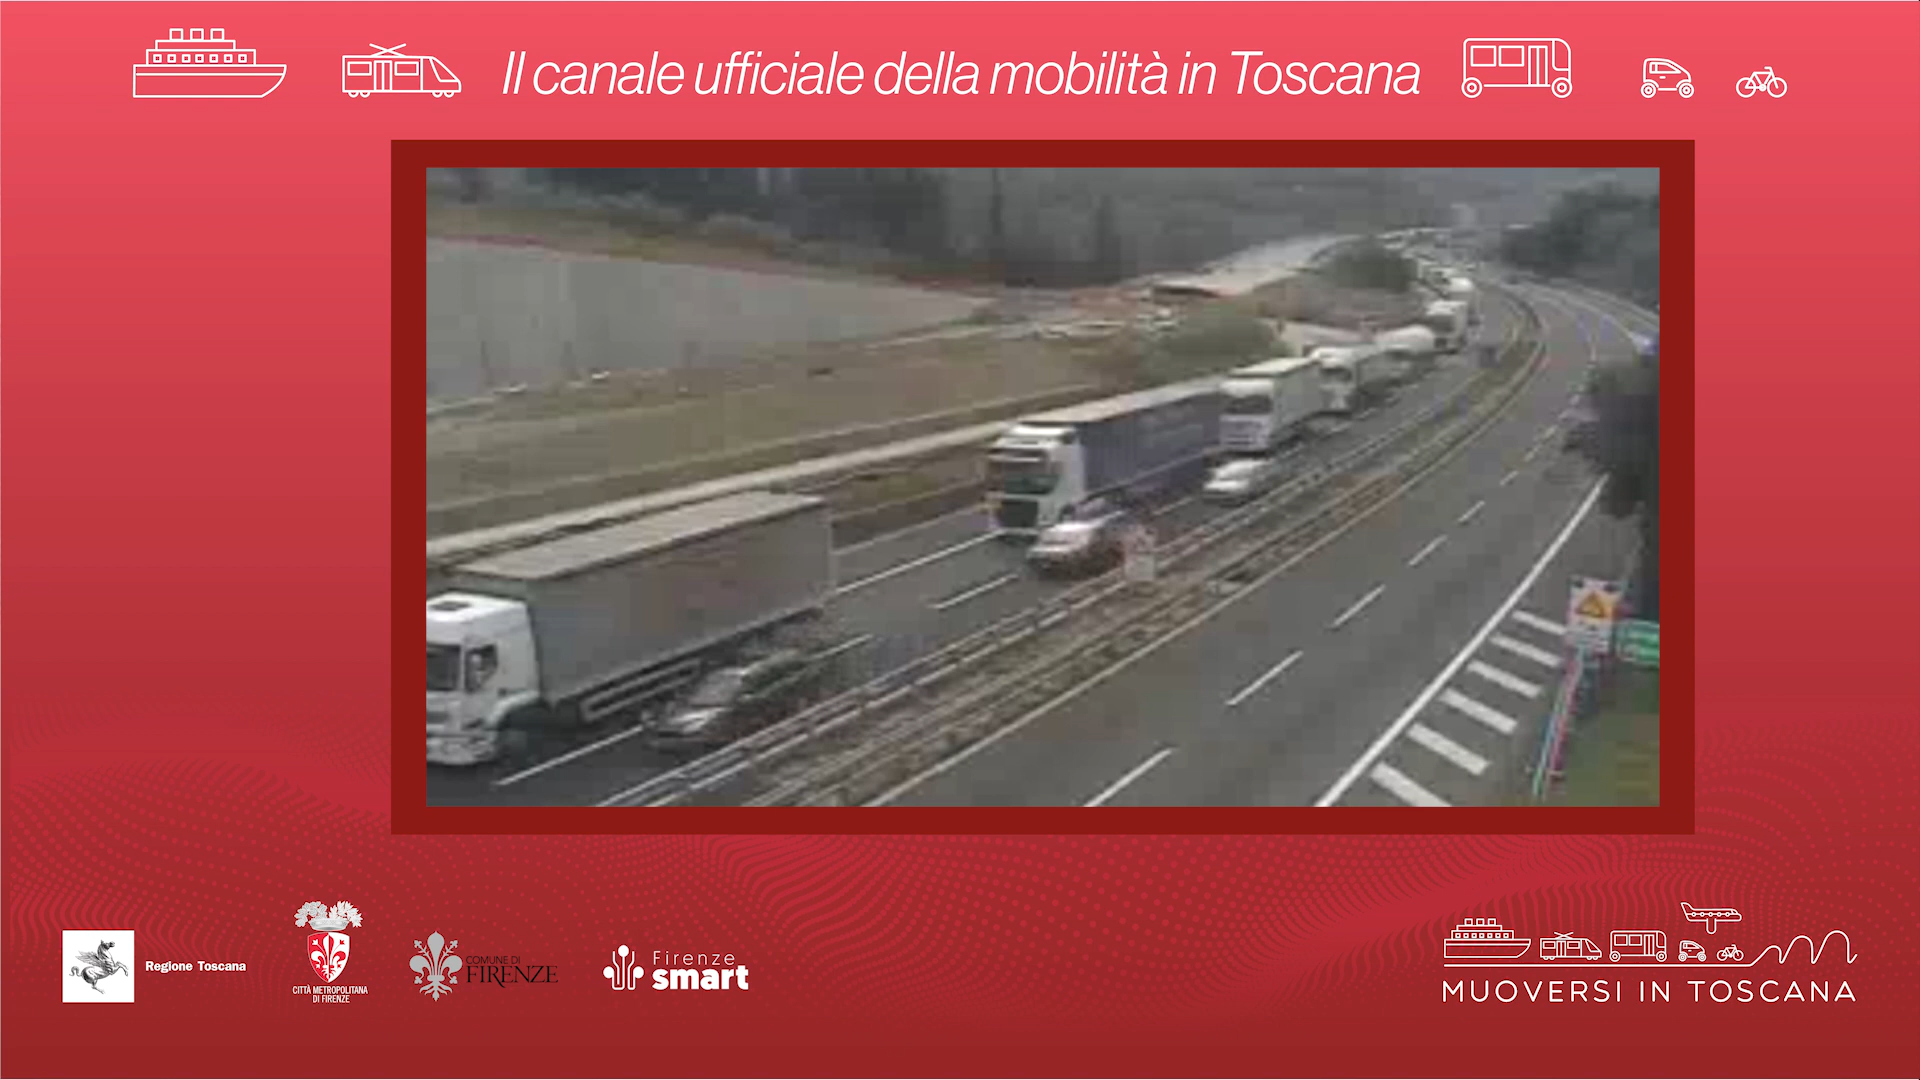 Il canale ufficiale della mobilità in Toscana
Regione Toscana
CITTÀ METROPOLITANA
DI FIRENZE
COMUNE DI
FIRENZE
Firenze
smart
MUOVERSI IN TOSCANA